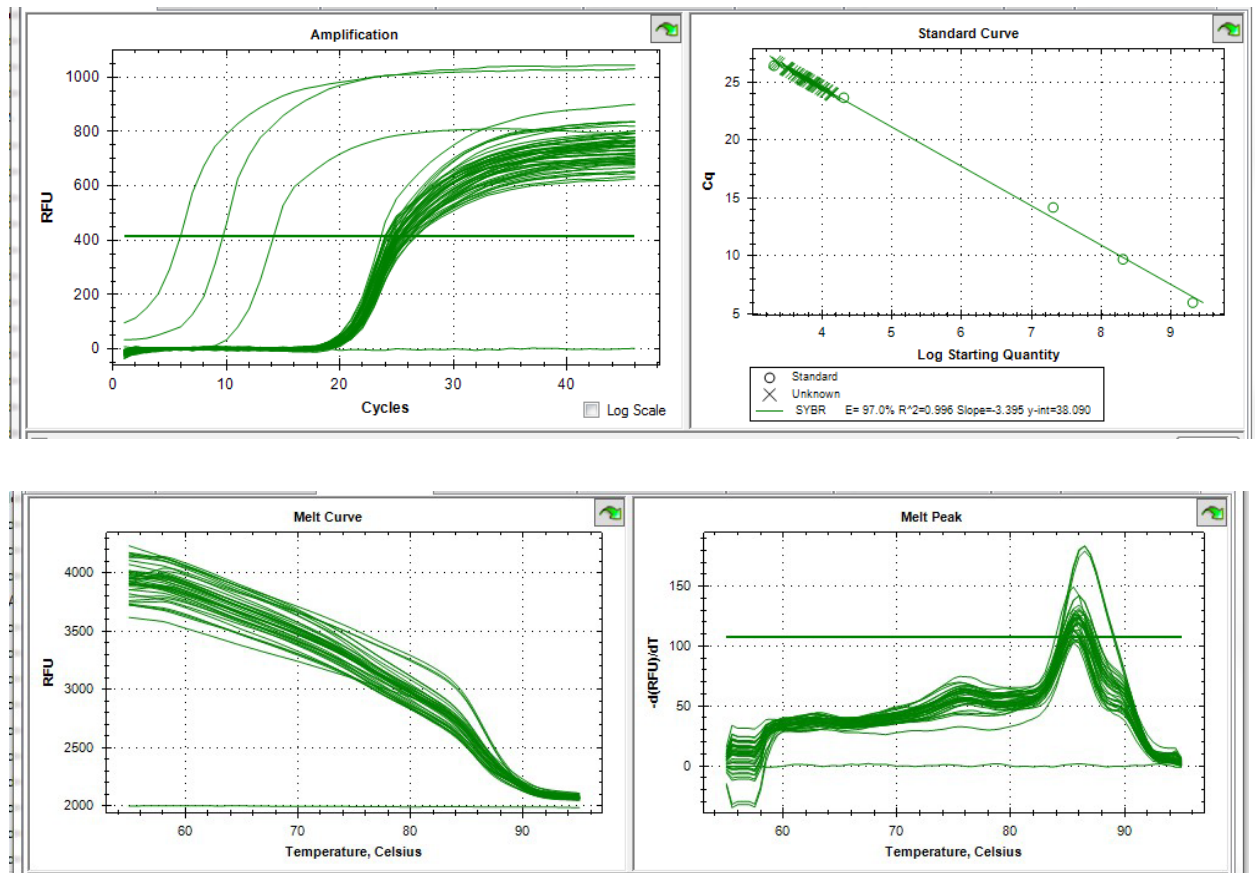 Amplification
1000
800
600
400
200
0
RFU
0 10 20 30 40
Cycles
Log Scale
Standard Curve
25
20
15
10
5
Cq
4 5 6 7 8 9
Log Starting Quantity
Standard
Unknown
SYBR E= 97.0% R^2=0.996 Slope=-3.395 y-int=38.090
Melt Curve
4000
3500
3000
2500
2000
RFU
60 70 80 90
Temperature, Celsius
Melt Peak
150
100
50
0
-d(RFU)/dT
60 70 80 90
Temperature, Celsius